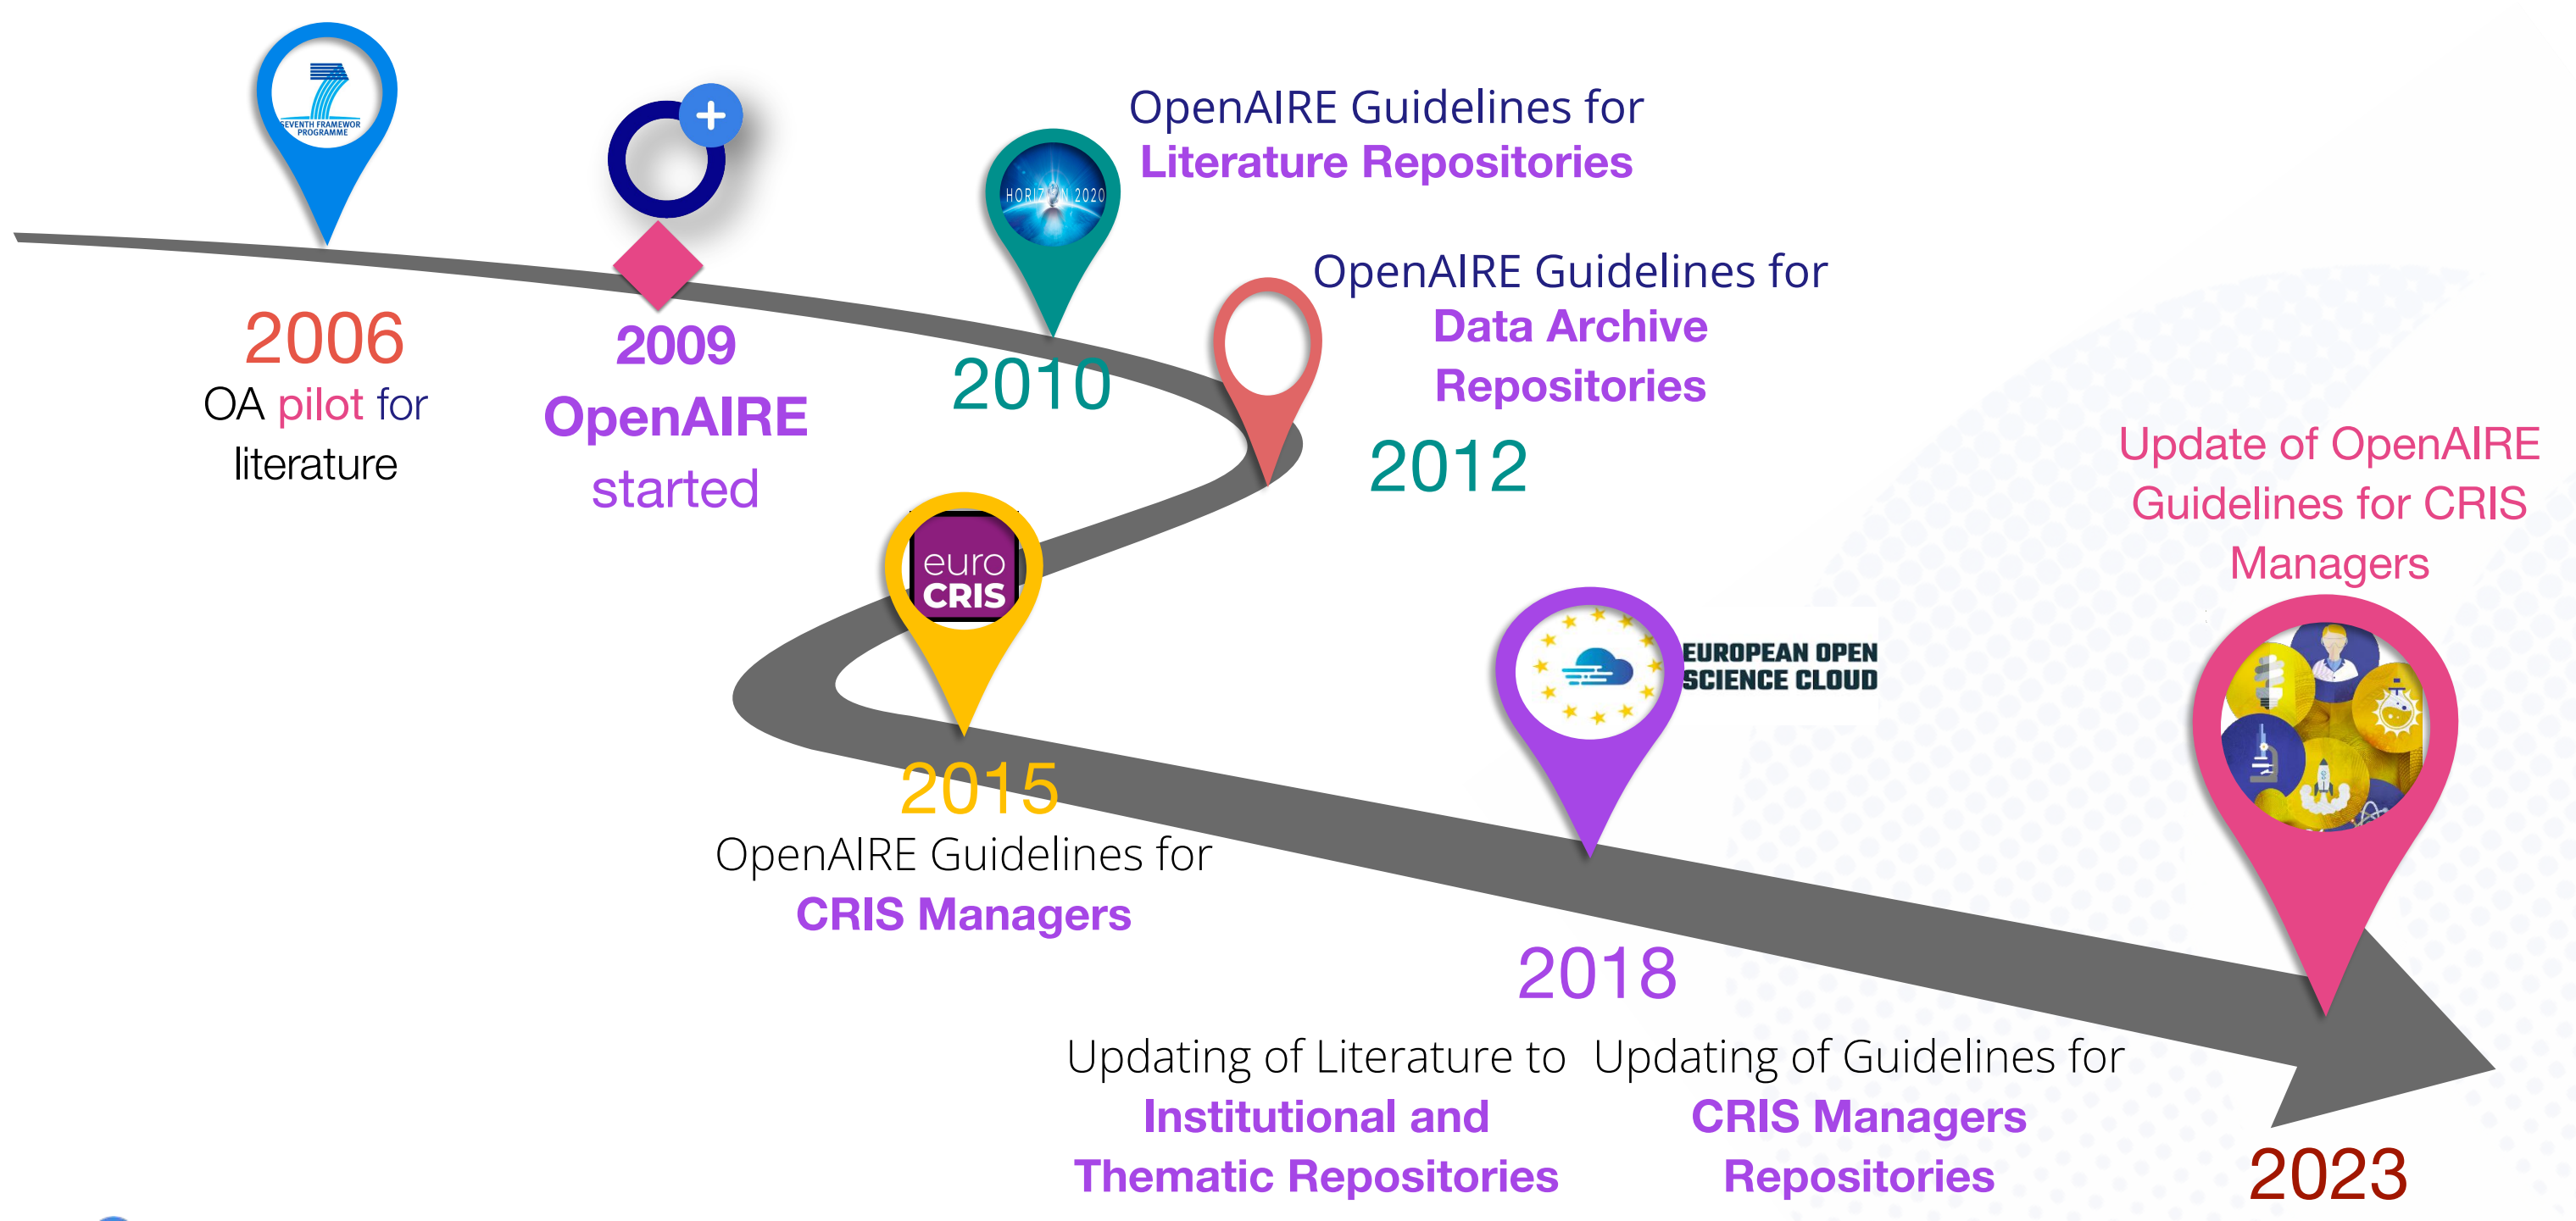 SEVENTH FRAMEWOR
PROGRAMME
2006
OA pilot for
literature
2009
OpenAIRE
started
HORIZON 2020
OpenAIRE Guidelines for
Literature Repositories
2010
OpenAIRE Guidelines for
Data Archive
Repositories
2012
euro
CRIS
2015
OpenAIRE Guidelines for
CRIS Managers
EUROPEAN OPEN
SCIENCE CLOUD
2018
Updating of Literature to
Institutional and
Thematic Repositories
Updating of Guidelines for
CRIS Managers
Repositories
Update of OpenAIRE
Guidelines for CRIS
Managers
2023